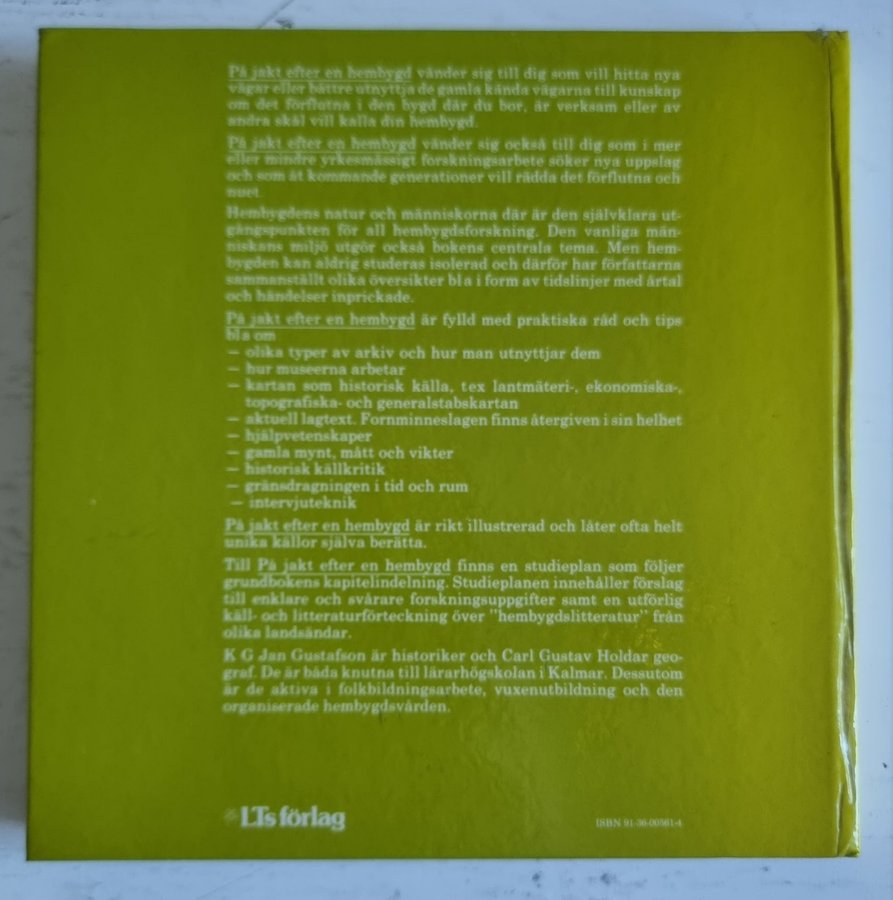 På jakt efter en hembygd vänder sig till dig som vill hitta nya
vägar eller bättre utnyttja de gamla kända vägarna till kunskap
om det förflutna i den bygd där du bor, är verksam eller av
andra skäl vill kalla din hembygd.
På jakt efter en hembygd vänder sig också till dig som i mer
eller mindre yrkesmässigt forskningsarbete söker nya uppslag
och som åt kommande generationer vill rädda det förflutna och
nuet.
Hembygdens natur och människorna där är den självklara ut-
gångspunkten för all hembygdsforskning. Den vanliga män-
niskans miljö utgör också bokens centrala tema. Men hem-
bygden kan aldrig studeras isolerad och därför har författarna
sammanställt olika översikter bl a i form av tidslinjer med årtal
och händelser inprickade.
På jakt efter en hembygd är fylld med praktiska råd och tips
bl a om
– olika typer av arkiv och hur man utnyttjar dem
– hur museerna arbetar
– kartan som historisk källa, t ex lantmäteri-, ekonomiska-,
topografiska- och generalstabskartan
– aktuell lagtext. Fornminneslagen finns återgiven i sin helhet
– hjälpvetenskaper
– gamla mynt, mått och vikter
– historisk källkritik
– gränsdragningen i tid och rum
– intervjuteknik
På jakt efter en hembygd är rikt illustrerad och låter ofta helt
unika källor själva berätta.
Till På jakt efter en hembygd finns en studieplan som följer
grundbokens kapitelindelning. Studieplanen innehåller förslag
till enklare och svårare forskningsuppgifter samt en utförlig
käll- och litteraturförteckning över "hembygdslitteratur" från
olika landsändar.
K G Jan Gustafson är historiker och Carl Gustav Holdar geo-
graf. De är båda knutna till lärarhögskolan i Kalmar. Dessutom
är de aktiva i folkbildningsarbete, vuxenutbildning och den
organiserade hembygdsvården.
LTs förlag
ISBN 91-36-00561-4